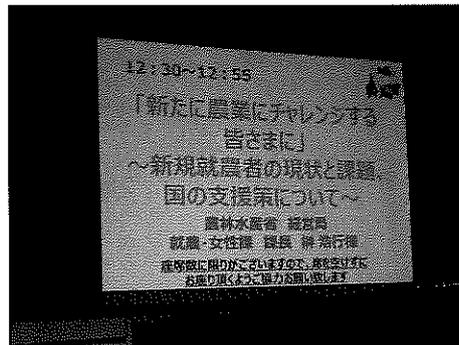 12:30~12:55
「新たに農業にチャレンジする
皆さまに」
~新規就農者の現状と課題、
国の支援策について~
農林水産省 経営局
就農・女性課 課長 榊 浩行様
座席数に限りがございますので、席を空けずに
お座り頂くようご協力お願い致します